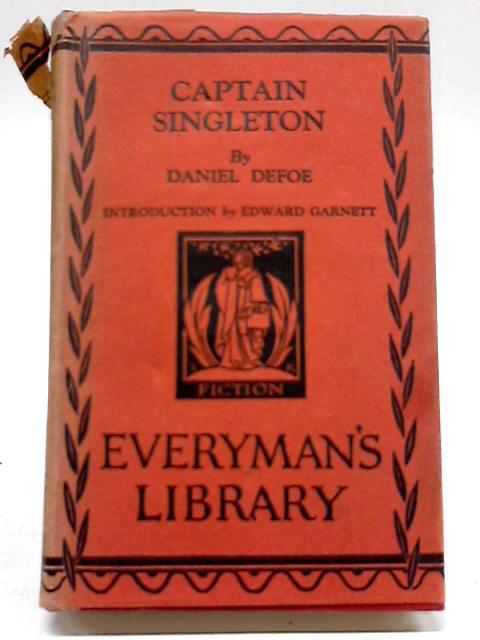 CAPTAIN
SINGLETON
By
DANIEL DEFOE
INTRODUCTION by EDWARD GARNETT
FICTION
EVERYMAN'S
LIBRARY